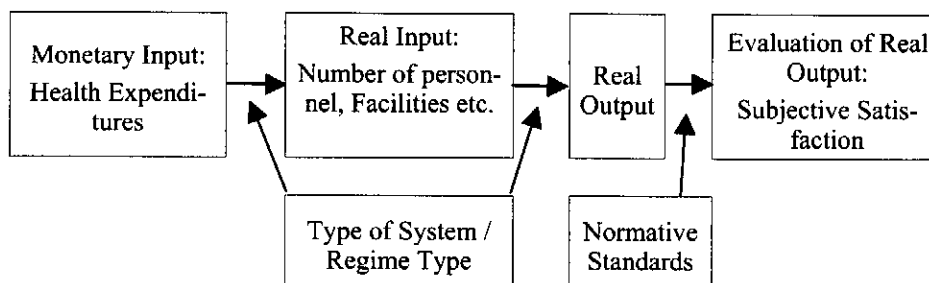 Monetary Input:
Health Expendi-
tures
Real Input:
Number of person-
nel, Facilities etc.
Real
Output
Evaluation of Real
Output:
Subjective Satis-
faction
Type of System /
Regime Type
Normative
Standards